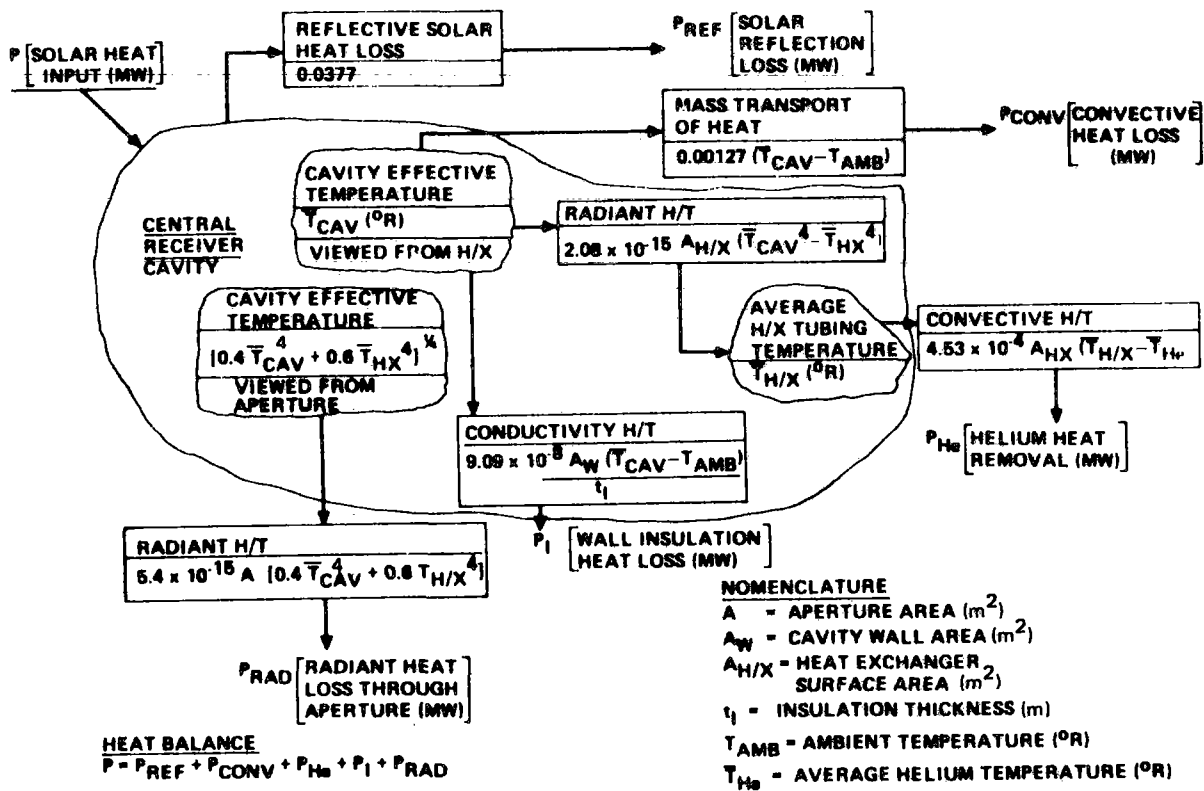 P [SOLAR HEAT
INPUT (MW)]
REFLECTIVE SOLAR
HEAT LOSS
0.0377
P_REF [SOLAR
REFLECTION
LOSS (MW)]
MASS TRANSPORT
OF HEAT
0.00127 (T̅_CAV − T_AMB)
P_CONV [CONVECTIVE
HEAT LOSS
(MW)]
CAVITY EFFECTIVE
TEMPERATURE
T̅_CAV (°R)
VIEWED FROM H/X
CENTRAL
RECEIVER
CAVITY
RADIANT H/T
2.08 x 10^-15 A_H/X (T̅_CAV^4 − T̅_HX^4)
CAVITY EFFECTIVE
TEMPERATURE
[0.4 T̅_CAV^4 + 0.6 T̅_HX^4]^¼
VIEWED FROM
APERTURE
AVERAGE
H/X TUBING
TEMPERATURE
T̅_H/X (°R)
CONVECTIVE H/T
4.53 x 10^-4 A_HX (T̅_H/X − T̅_He
P_He [HELIUM HEAT
REMOVAL (MW)]
CONDUCTIVITY H/T
9.09 x 10^-8 A_W (T̅_CAV − T_AMB)
t_I
P_I [WALL INSULATION
HEAT LOSS (MW)]
RADIANT H/T
5.4 x 10^-15 A [0.4 T̅_CAV^4 + 0.6 T_H/X^4]
P_RAD [RADIANT HEAT
LOSS THROUGH
APERTURE (MW)]
HEAT BALANCE
P = P_REF + P_CONV + P_He + P_I + P_RAD
NOMENCLATURE
A = APERTURE AREA (m²)
A_W = CAVITY WALL AREA (m²)
A_H/X = HEAT EXCHANGER
SURFACE AREA (m²)
t_I = INSULATION THICKNESS (m)
T_AMB = AMBIENT TEMPERATURE (°R)
T̅_He = AVERAGE HELIUM TEMPERATURE (°R)